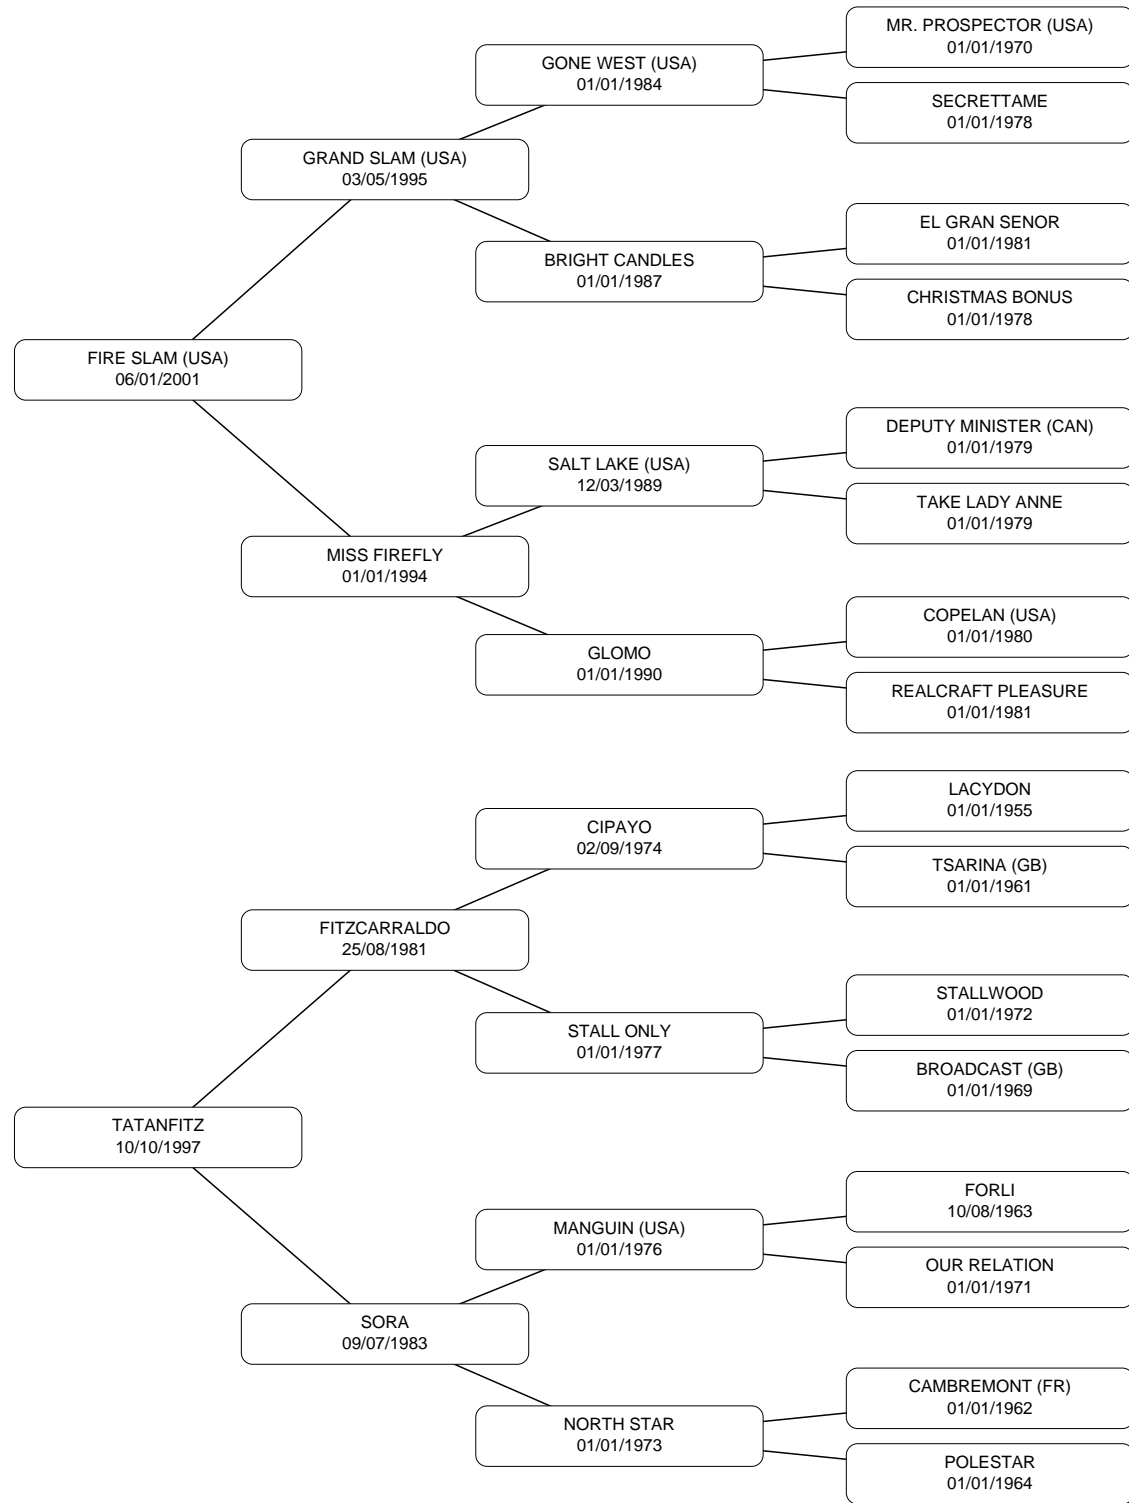 MR. PROSPECTOR (USA)
01/01/1970
GONE WEST (USA)
01/01/1984
SECRETTAME
01/01/1978
GRAND SLAM (USA)
03/05/1995
EL GRAN SENOR
01/01/1981
BRIGHT CANDLES
01/01/1987
CHRISTMAS BONUS
01/01/1978
FIRE SLAM (USA)
06/01/2001
DEPUTY MINISTER (CAN)
01/01/1979
SALT LAKE (USA)
12/03/1989
TAKE LADY ANNE
01/01/1979
MISS FIREFLY
01/01/1994
COPELAN (USA)
01/01/1980
GLOMO
01/01/1990
REALCRAFT PLEASURE
01/01/1981
LACYDON
01/01/1955
CIPAYO
02/09/1974
TSARINA (GB)
01/01/1961
FITZCARRALDO
25/08/1981
STALLWOOD
01/01/1972
STALL ONLY
01/01/1977
BROADCAST (GB)
01/01/1969
TATANFITZ
10/10/1997
FORLI
10/08/1963
MANGUIN (USA)
01/01/1976
OUR RELATION
01/01/1971
SORA
09/07/1983
CAMBREMONT (FR)
01/01/1962
NORTH STAR
01/01/1973
POLESTAR
01/01/1964